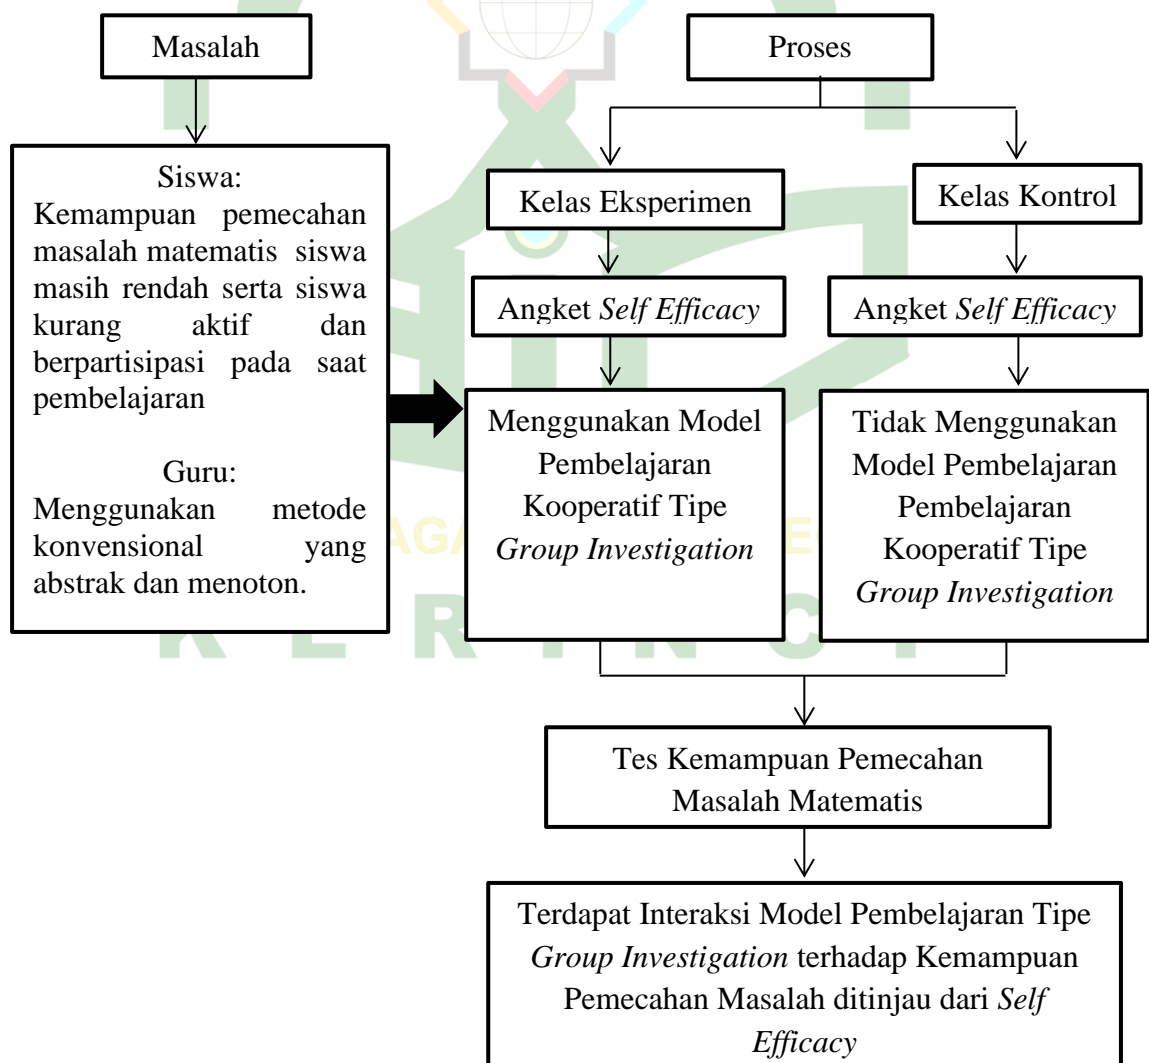 Masalah
Siswa:
Kemampuan pemecahan
masalah matematis siswa
masih rendah serta siswa
kurang aktif dan
berpartisipasi pada saat
pembelajaran
Guru:
Menggunakan metode
konvensional yang
abstrak dan menoton.
Proses
Kelas Eksperimen
Kelas Kontrol
Angket Self Efficacy
Angket Self Efficacy
Menggunakan Model
Pembelajaran
Kooperatif Tipe
Group Investigation
Tidak Menggunakan
Model Pembelajaran
Pembelajaran
Kooperatif Tipe
Group Investigation
KERINCI
Tes Kemampuan Pemecahan
Masalah Matematis
Terdapat Interaksi Model Pembelajaran Tipe
Group Investigation terhadap Kemampuan
Pemecahan Masalah ditinjau dari Self
Efficacy